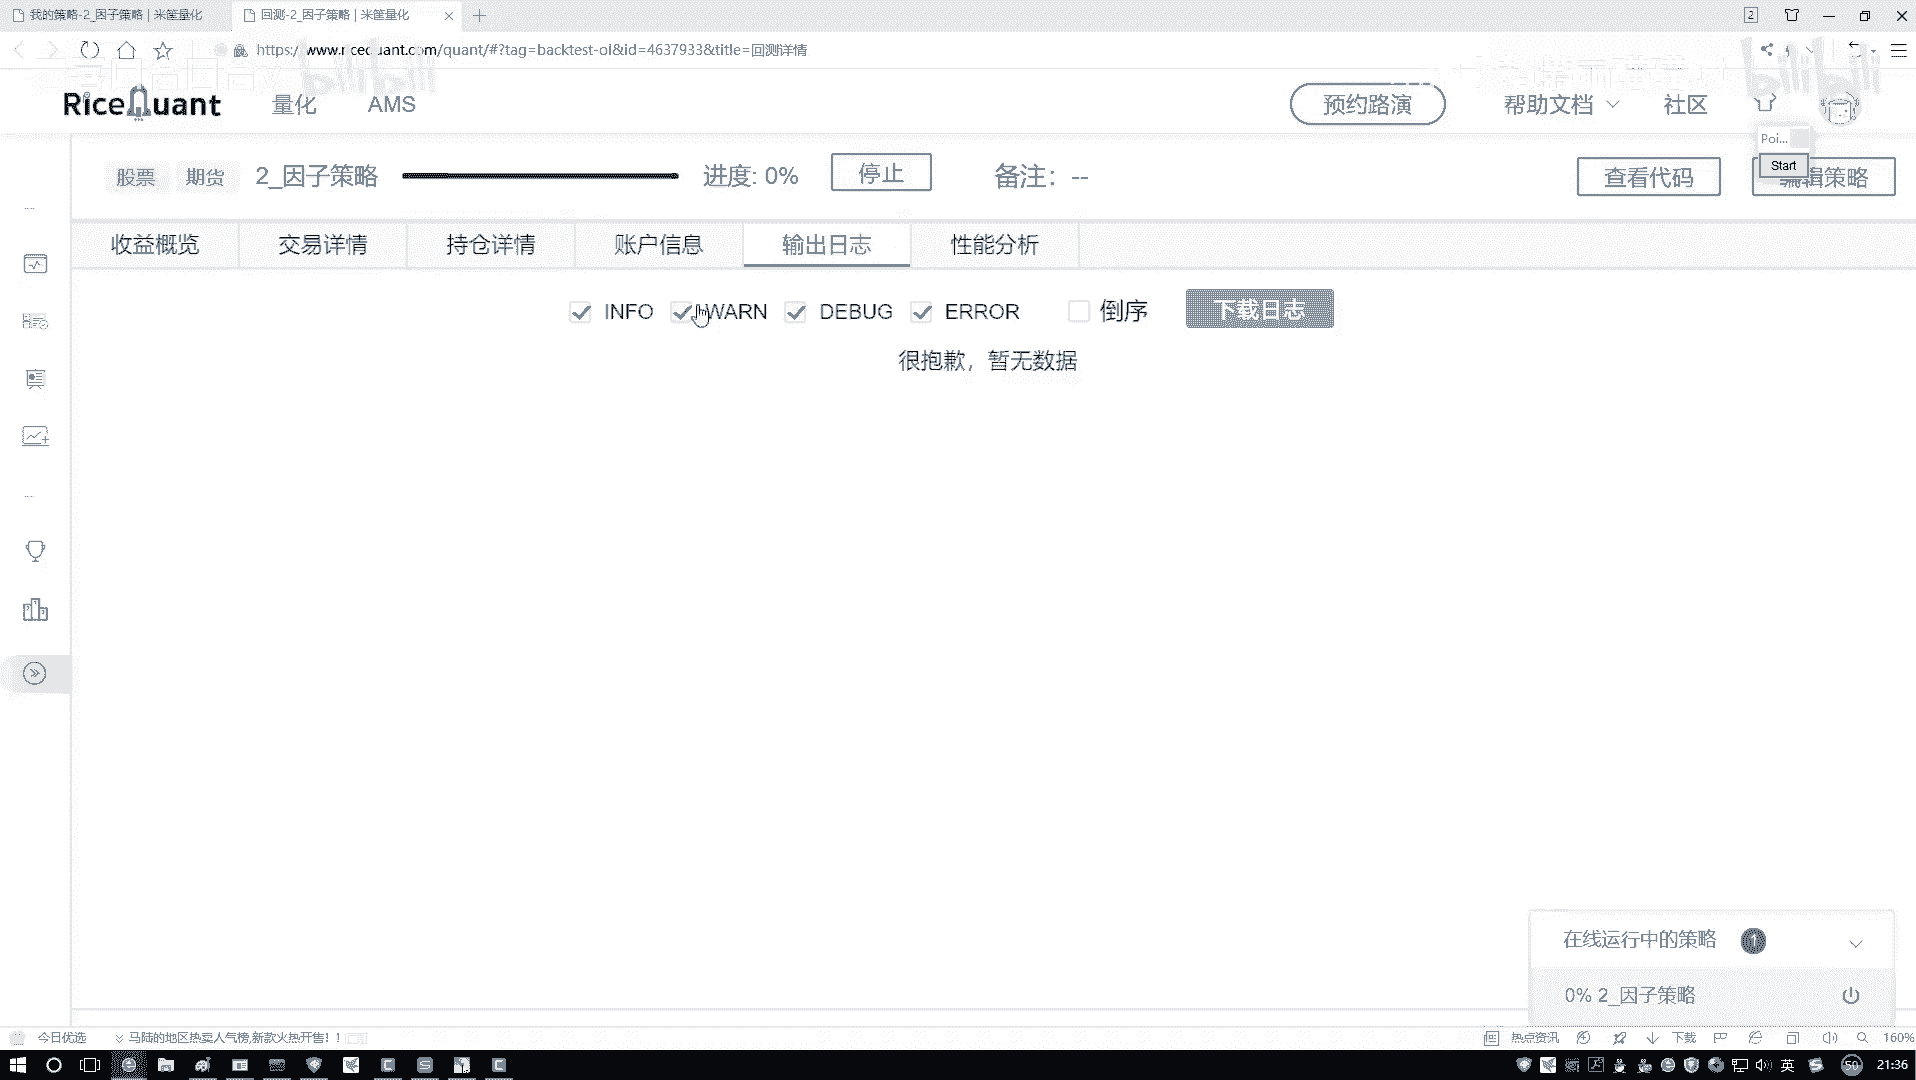 我的策略-2_因子策略 | 米筐量化
回测-2_因子策略 | 米筐量化
2
www.ricequant.com/quant/#?tag=backtest-ol&id=4637933&title=回测详情
RiceQuant
量化
AMS
预约路演
帮助文档
社区
Poi...
Start
股票
期货
2_因子策略
进度: 0%
停止
备注: --
查看代码
编辑策略
收益概览
交易详情
持仓详情
账户信息
输出日志
性能分析
INFO
WARN
DEBUG
ERROR
倒序
下载日志
很抱歉，暂无数据
在线运行中的策略
1
0% 2_因子策略
今日优选
马陆的地区热卖人气榜,新款火热开售！！
热点资讯
下载
160%
英
50
21:36